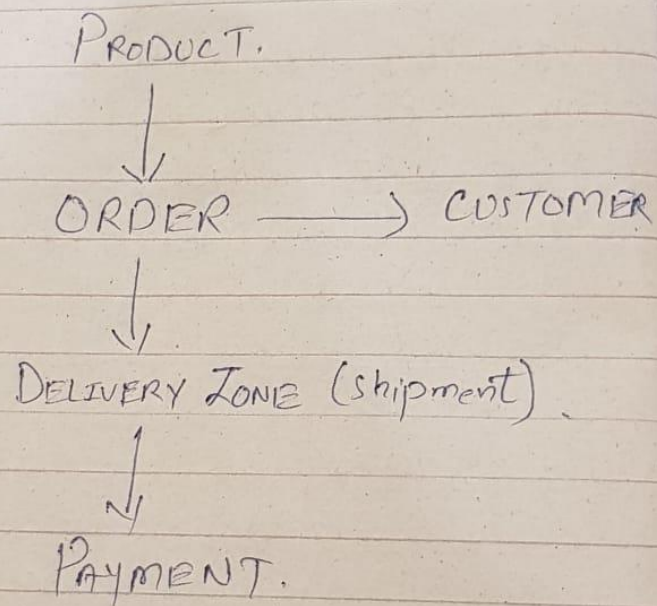 PRODUCT.
ORDER → CUSTOMER
DELIVERY ZONE (shipment).
PAYMENT.